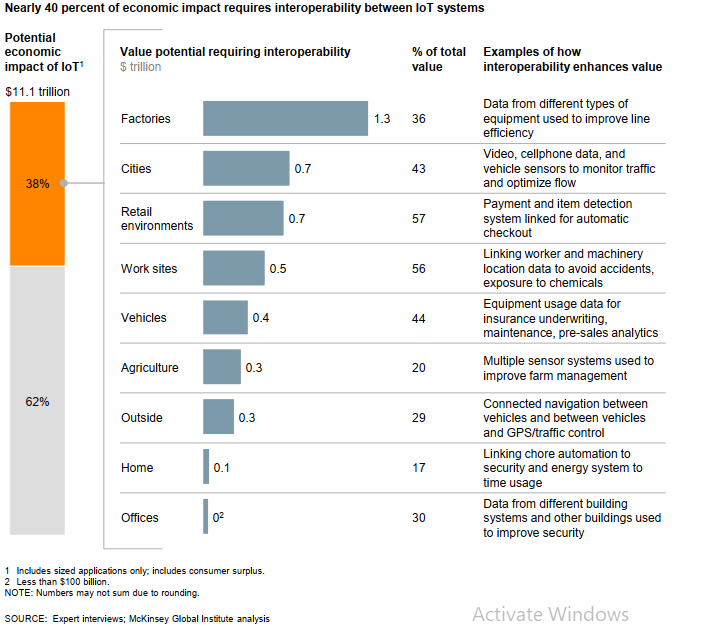 Nearly 40 percent of economic impact requires interoperability between IoT systems
Potential
economic
impact of IoT¹
$11.1 trillion
38%
62%
Value potential requiring interoperability
$ trillion
% of total
value
Examples of how
interoperability enhances value
Factories 1.3 36
Data from different types of
equipment used to improve line
efficiency
Cities 0.7 43
Video, cellphone data, and
vehicle sensors to monitor traffic
and optimize flow
Retail
environments 0.7 57
Payment and item detection
system linked for automatic
checkout
Work sites 0.5 56
Linking worker and machinery
location data to avoid accidents,
exposure to chemicals
Vehicles 0.4 44
Equipment usage data for
insurance underwriting,
maintenance, pre-sales analytics
Agriculture 0.3 20
Multiple sensor systems used to
improve farm management
Outside 0.3 29
Connected navigation between
vehicles and between vehicles
and GPS/traffic control
Home 0.1 17
Linking chore automation to
security and energy system to
time usage
Offices 0² 30
Data from different building
systems and other buildings used
to improve security
1 Includes sized applications only; includes consumer surplus.
2 Less than $100 billion.
NOTE: Numbers may not sum due to rounding.
SOURCE: Expert interviews; McKinsey Global Institute analysis
Activate Windows